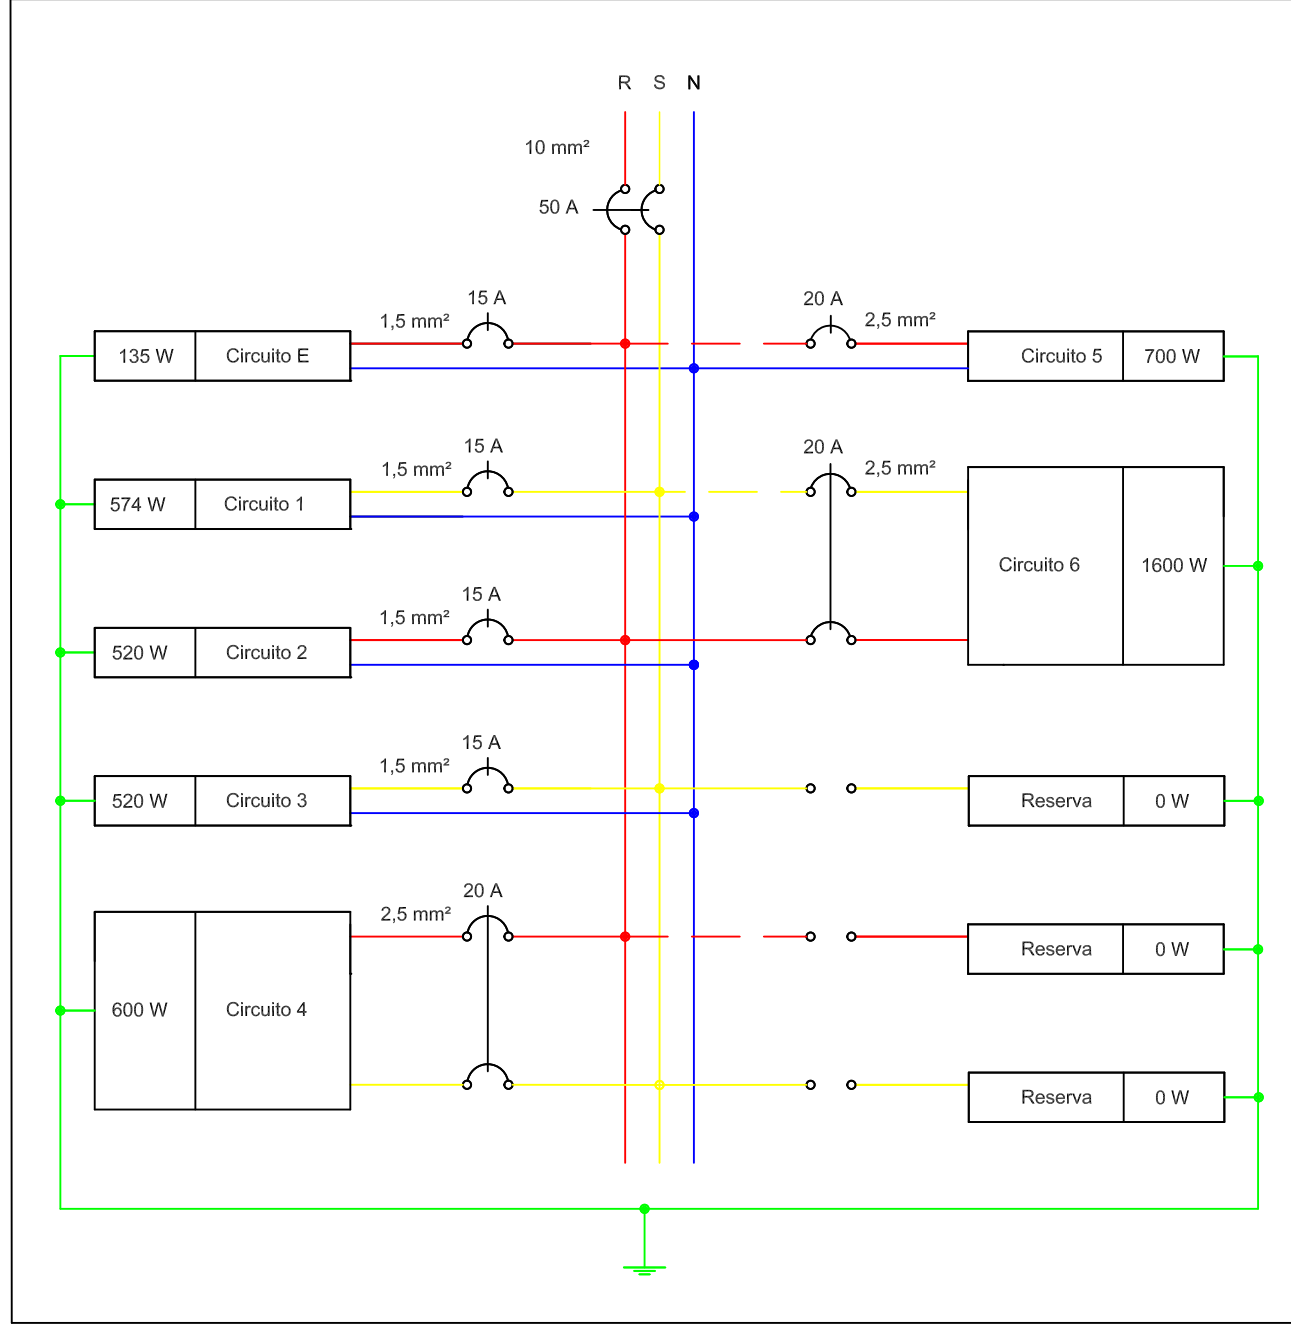 R S N
10 mm²
50 A
15 A
1,5 mm²
135 W Circuito E
20 A
2,5 mm²
Circuito 5 700 W
15 A
1,5 mm²
574 W Circuito 1
20 A
2,5 mm²
Circuito 6 1600 W
15 A
1,5 mm²
520 W Circuito 2
15 A
1,5 mm²
520 W Circuito 3
Reserva 0 W
20 A
2,5 mm²
600 W Circuito 4
Reserva 0 W
Reserva 0 W